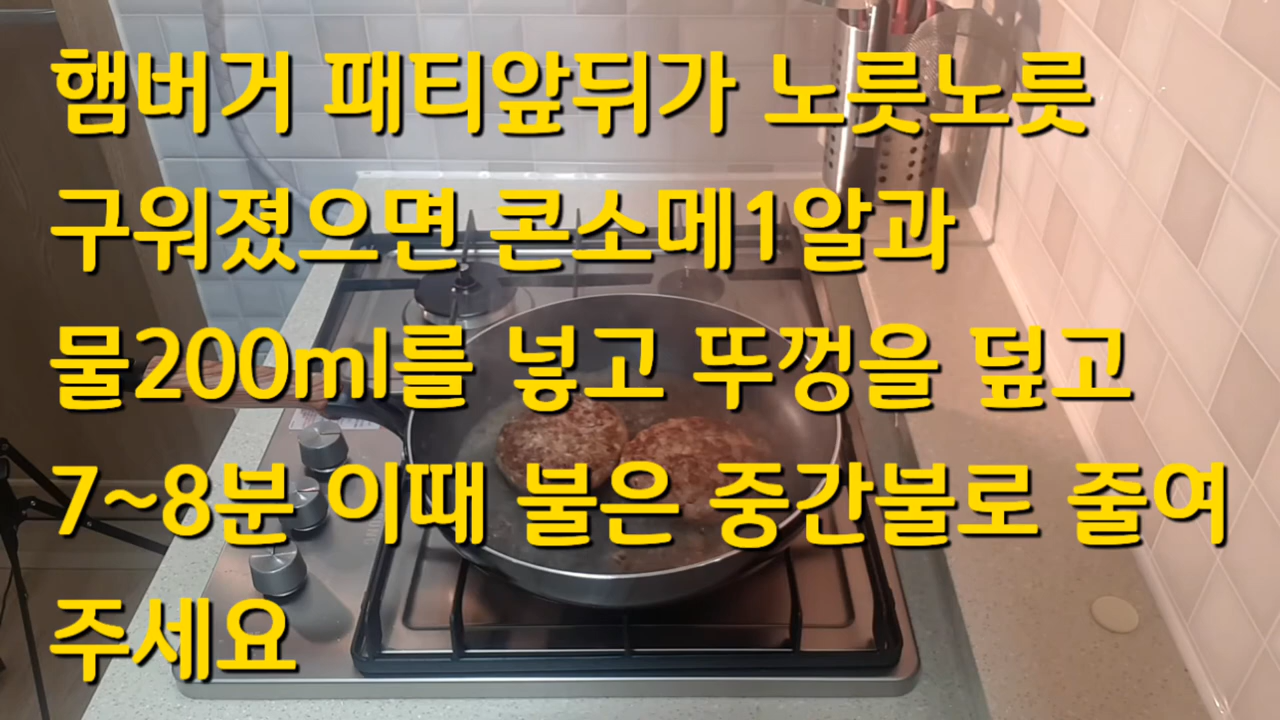 햄버거 패티앞뒤가 노릇노릇
구워졌으면 콘소메1알과
물200ml를 넣고 뚜껑을 덮고
7~8분 이때 불은 중간불로 줄여
주세요